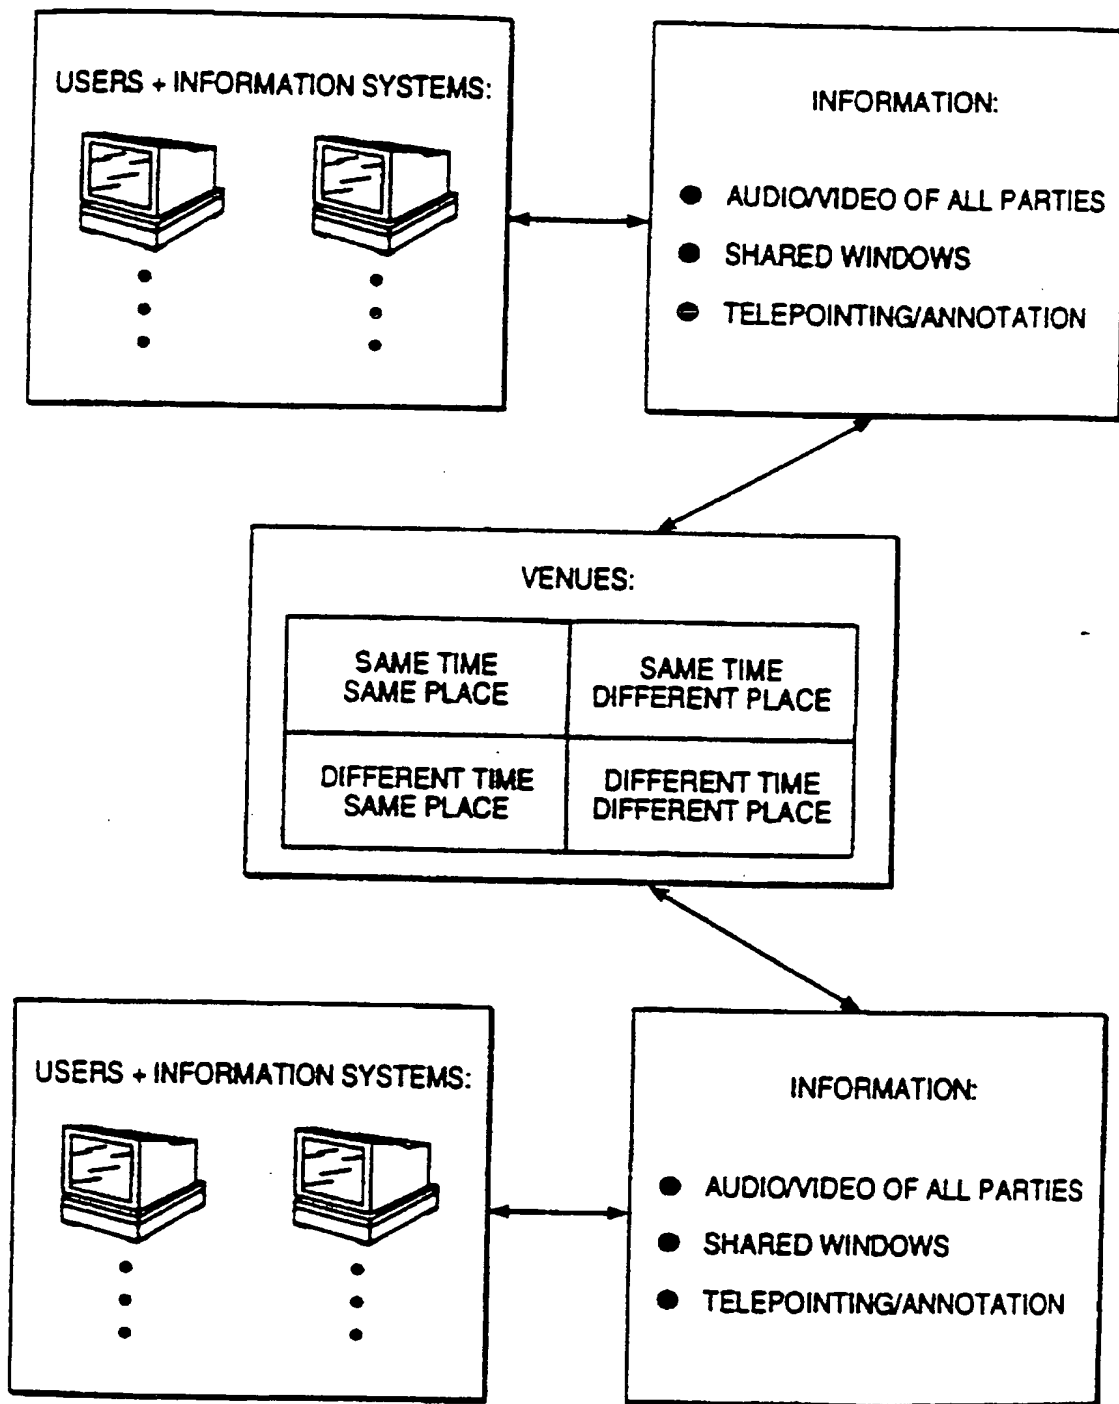 USERS + INFORMATION SYSTEMS:
INFORMATION:
● AUDIO/VIDEO OF ALL PARTIES
● SHARED WINDOWS
● TELEPOINTING/ANNOTATION
VENUES:
SAME TIME
SAME PLACE
SAME TIME
DIFFERENT PLACE
DIFFERENT TIME
SAME PLACE
DIFFERENT TIME
DIFFERENT PLACE
USERS + INFORMATION SYSTEMS:
INFORMATION:
● AUDIO/VIDEO OF ALL PARTIES
● SHARED WINDOWS
● TELEPOINTING/ANNOTATION